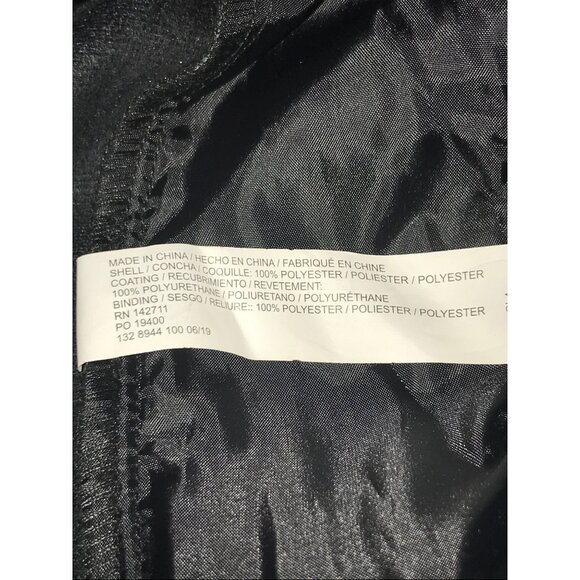 MADE IN CHINA / HECHO EN CHINA / FABRIQUÉ EN CHINE
SHELL / CONCHA / COQUILLE: 100% POLYESTER / POLIESTER / POLYESTER
COATING / RECUBRIMIENTO / REVETEMENT:
100% POLYURETHANE / POLIURETANO / POLYURÉTHANE
BINDING / SESGO / RELIURE:: 100% POLYESTER / POLIESTER / POLYESTER
RN 142711
PO 19400
132 8944 100 06/19